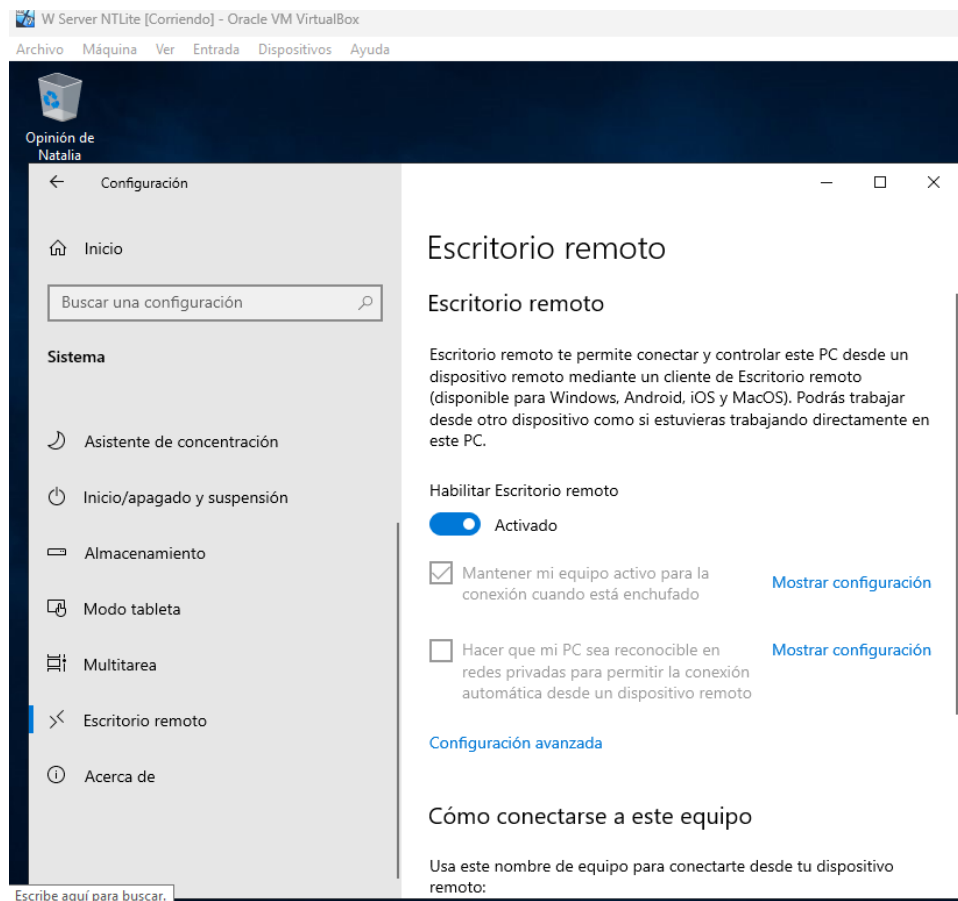 W Server NTLite [Corriendo] - Oracle VM VirtualBox
Archivo Máquina Ver Entrada Dispositivos Ayuda
Opinión de
Natalia
Configuración
Inicio
Buscar una configuración
Sistema
Asistente de concentración
Inicio/apagado y suspensión
Almacenamiento
Modo tableta
Multitarea
Escritorio remoto
Acerca de
Escritorio remoto
Escritorio remoto
Escritorio remoto te permite conectar y controlar este PC desde un
dispositivo remoto mediante un cliente de Escritorio remoto
(disponible para Windows, Android, iOS y MacOS). Podrás trabajar
desde otro dispositivo como si estuvieras trabajando directamente en
este PC.
Habilitar Escritorio remoto
Activado
Mantener mi equipo activo para la
conexión cuando está enchufado
Mostrar configuración
Hacer que mi PC sea reconocible en
redes privadas para permitir la conexión
automática desde un dispositivo remoto
Mostrar configuración
Configuración avanzada
Cómo conectarse a este equipo
Usa este nombre de equipo para conectarte desde tu dispositivo
remoto:
Escribe aquí para buscar.